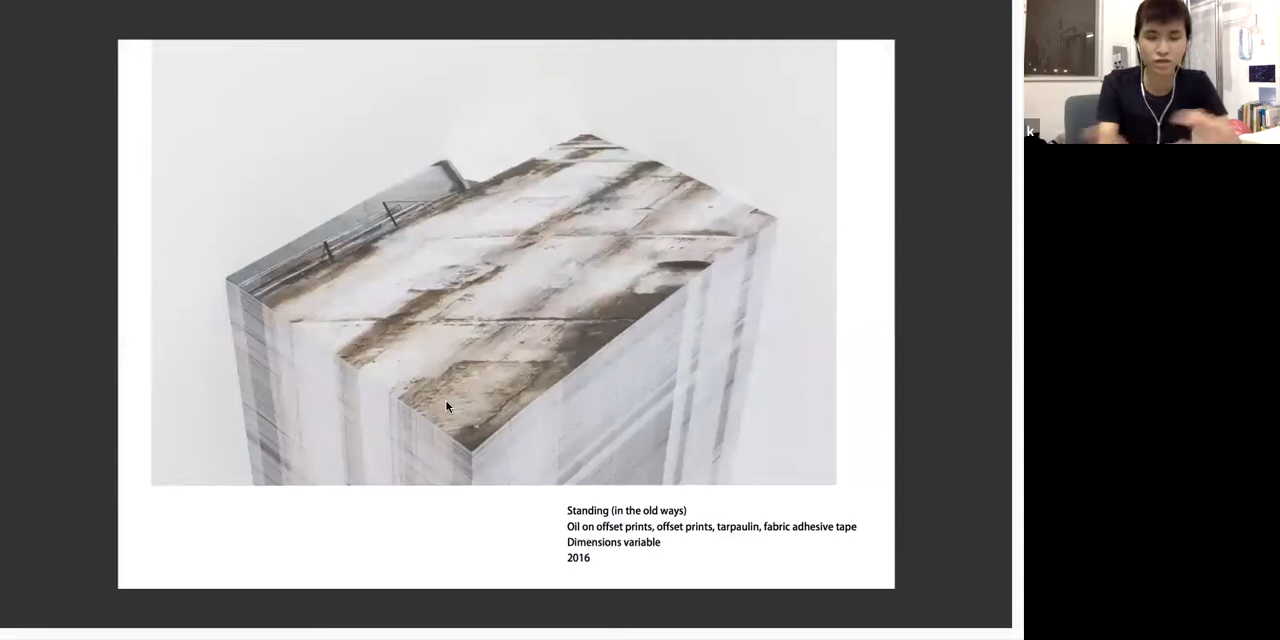 k
Standing (in the old ways)
Oil on offset prints, offset prints, tarpaulin, fabric adhesive tape
Dimensions variable
2016